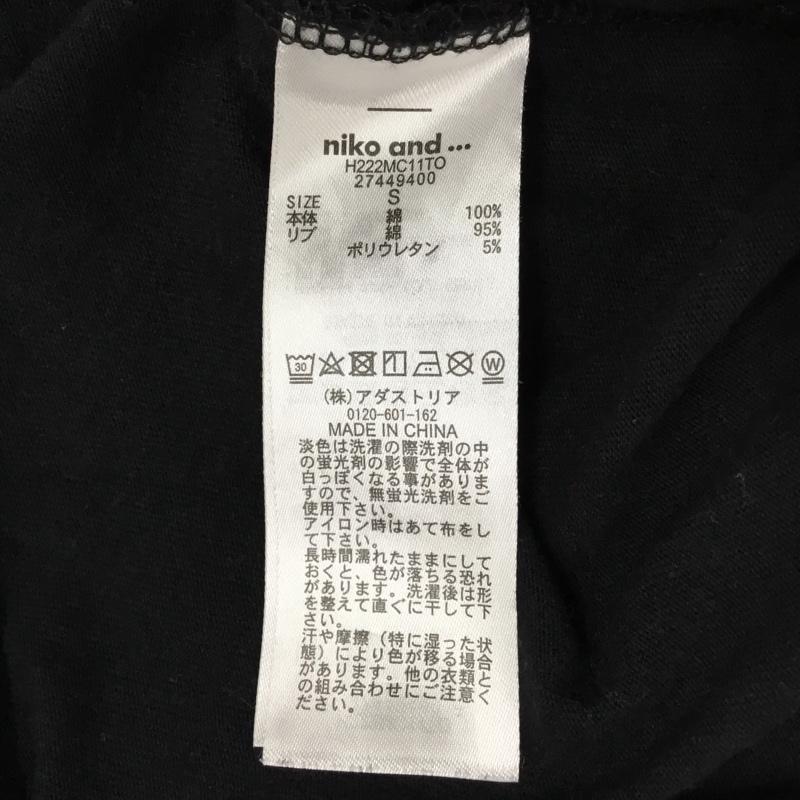 niko and ...
H222MC11TO
27449400
SIZE S
本体 綿 100%
リブ 綿 95%
ポリウレタン 5%
30 W
(株)アダストリア
0120-601-162
MADE IN CHINA
淡色は洗濯の際洗剤の中
の蛍光剤の影響で全体が
白っぽくなる事がありま
すので、無蛍光洗剤をご
使用下さい。
アイロン時はあて布をし
て下さい。
長時間濡れたままにして
おくと、色が落ちる恐れ
があります。洗濯後は形
を整えて直ぐに干して下
さい。
汗や摩擦(特に湿った状
態)により色が移る場合
があります。他の衣類と
の組み合わせにご注意く
ださい。